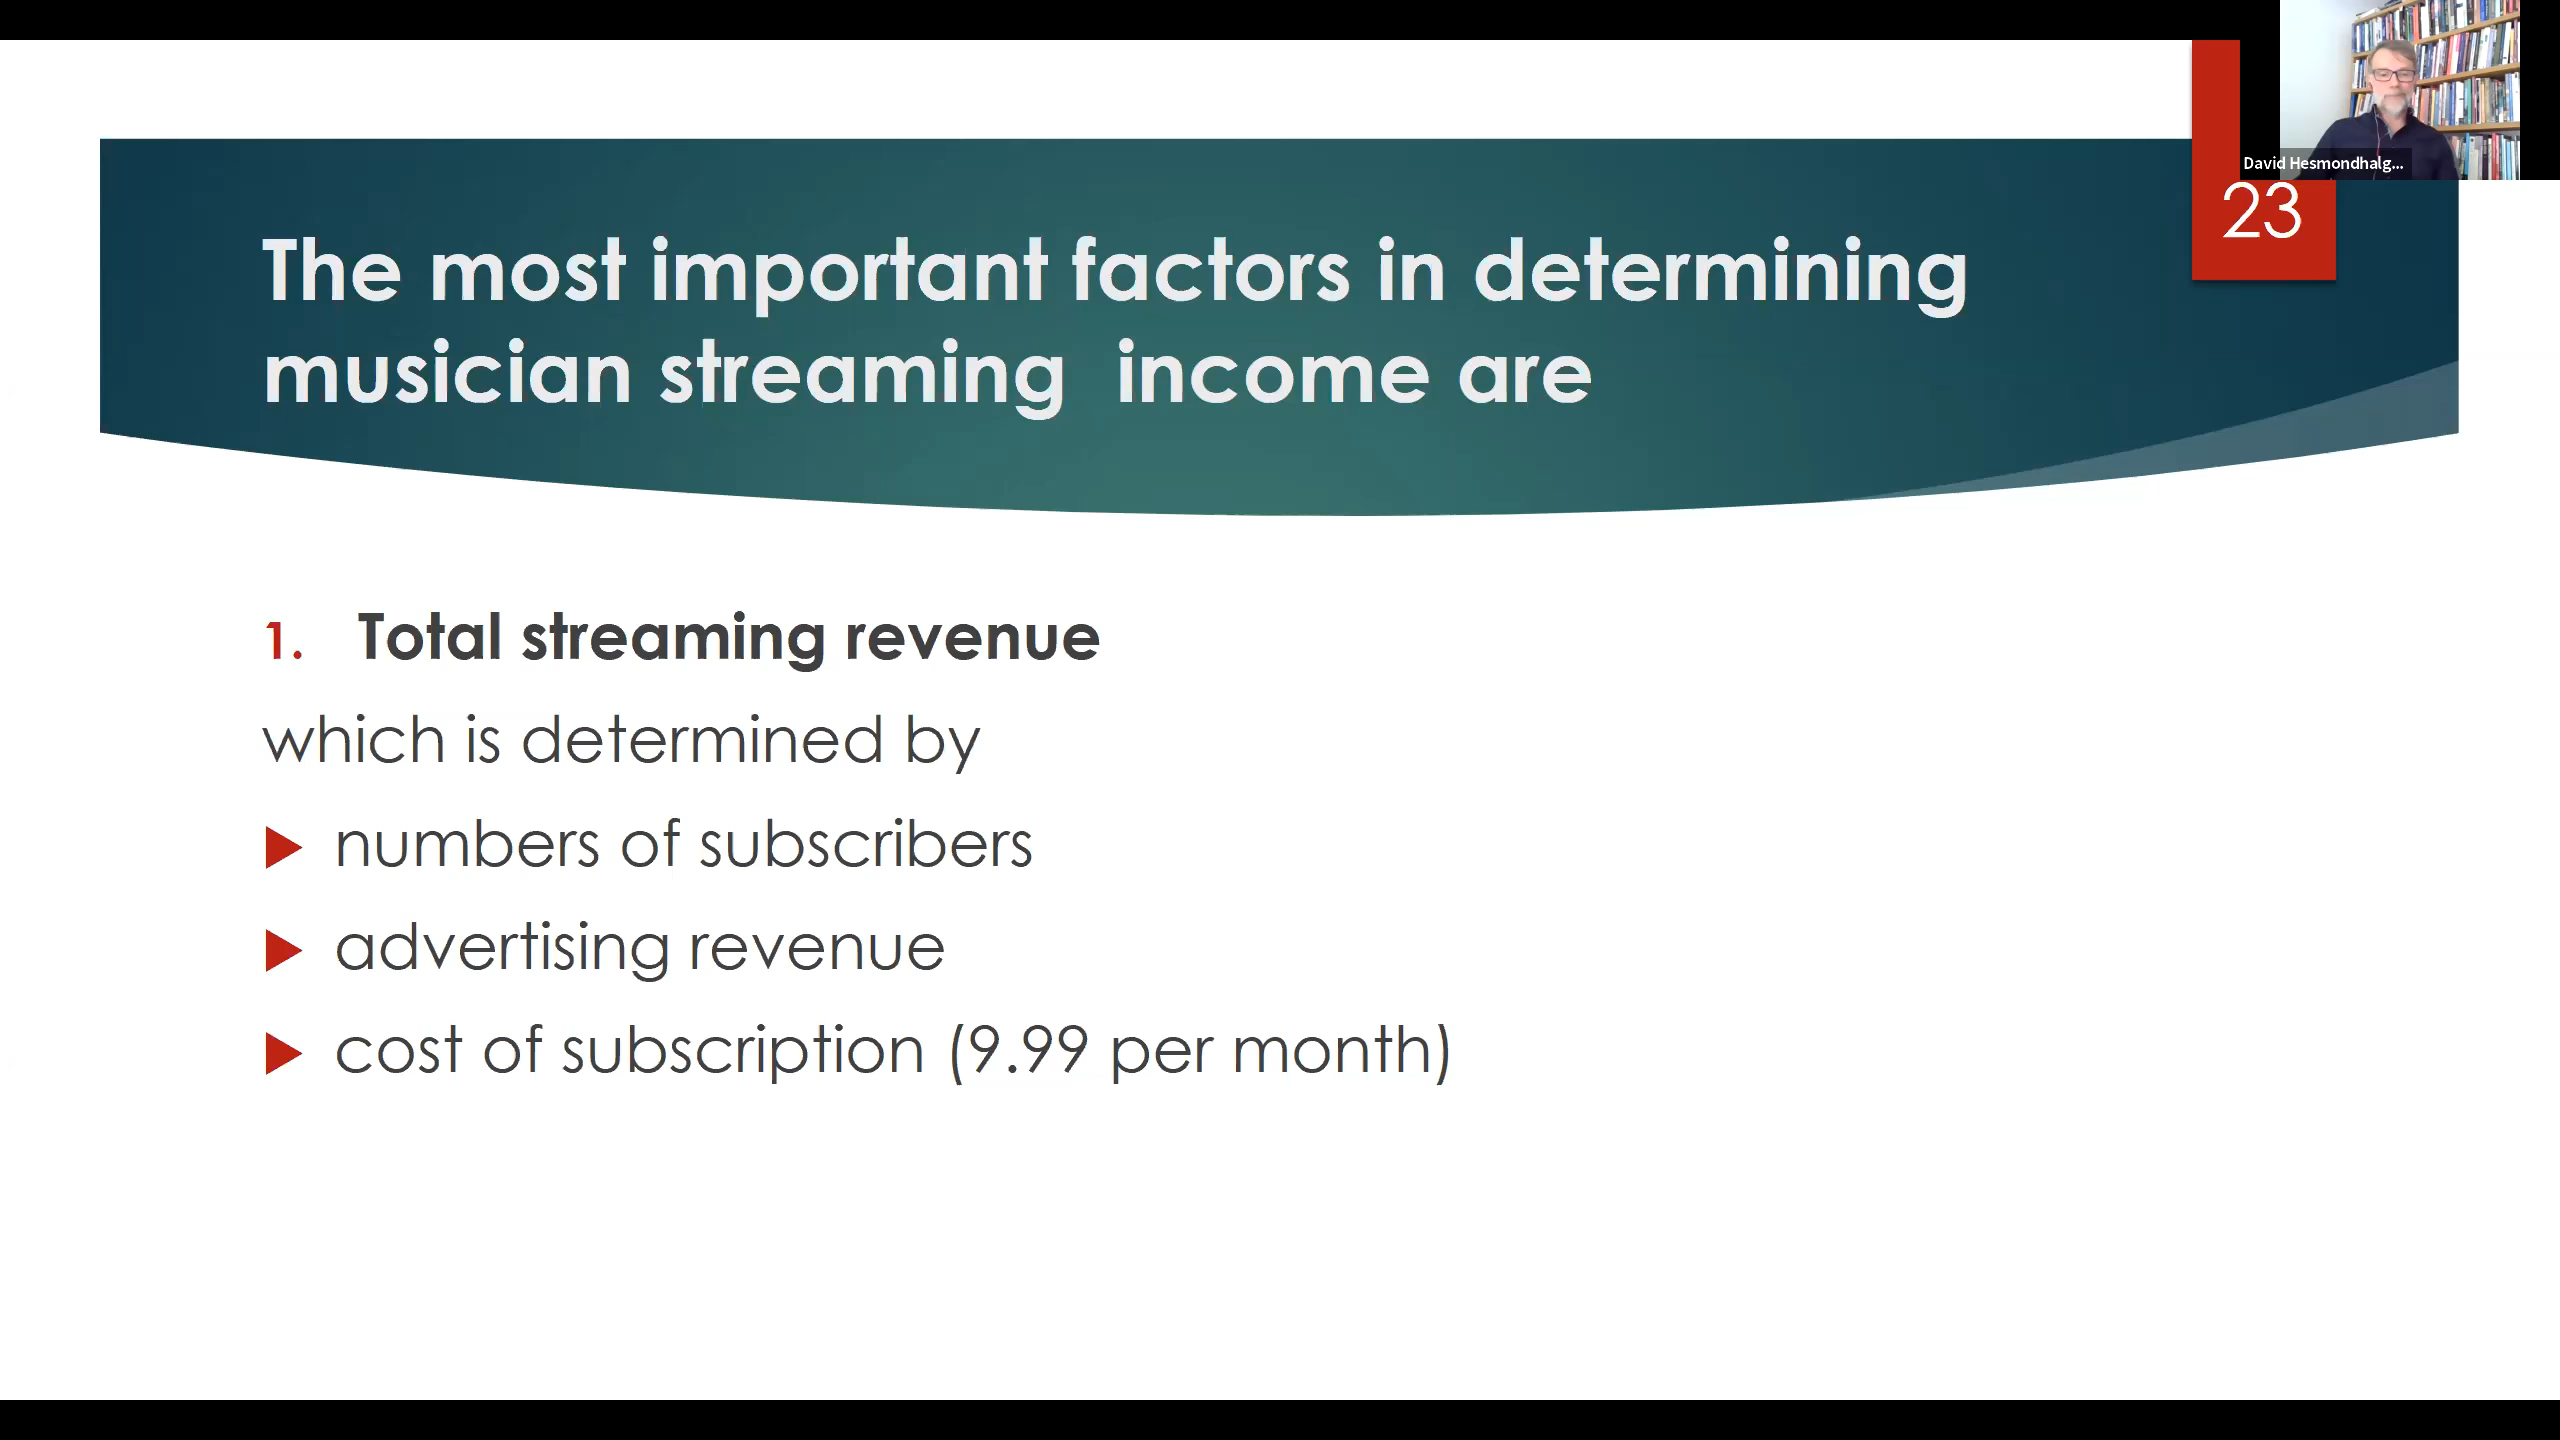 David Hesmondhalg...
23
The most important factors in determining
musician streaming  income are
1. Total streaming revenue
which is determined by
numbers of subscribers
advertising revenue
cost of subscription (9.99 per month)